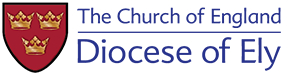 The Church of England
Diocese of Ely